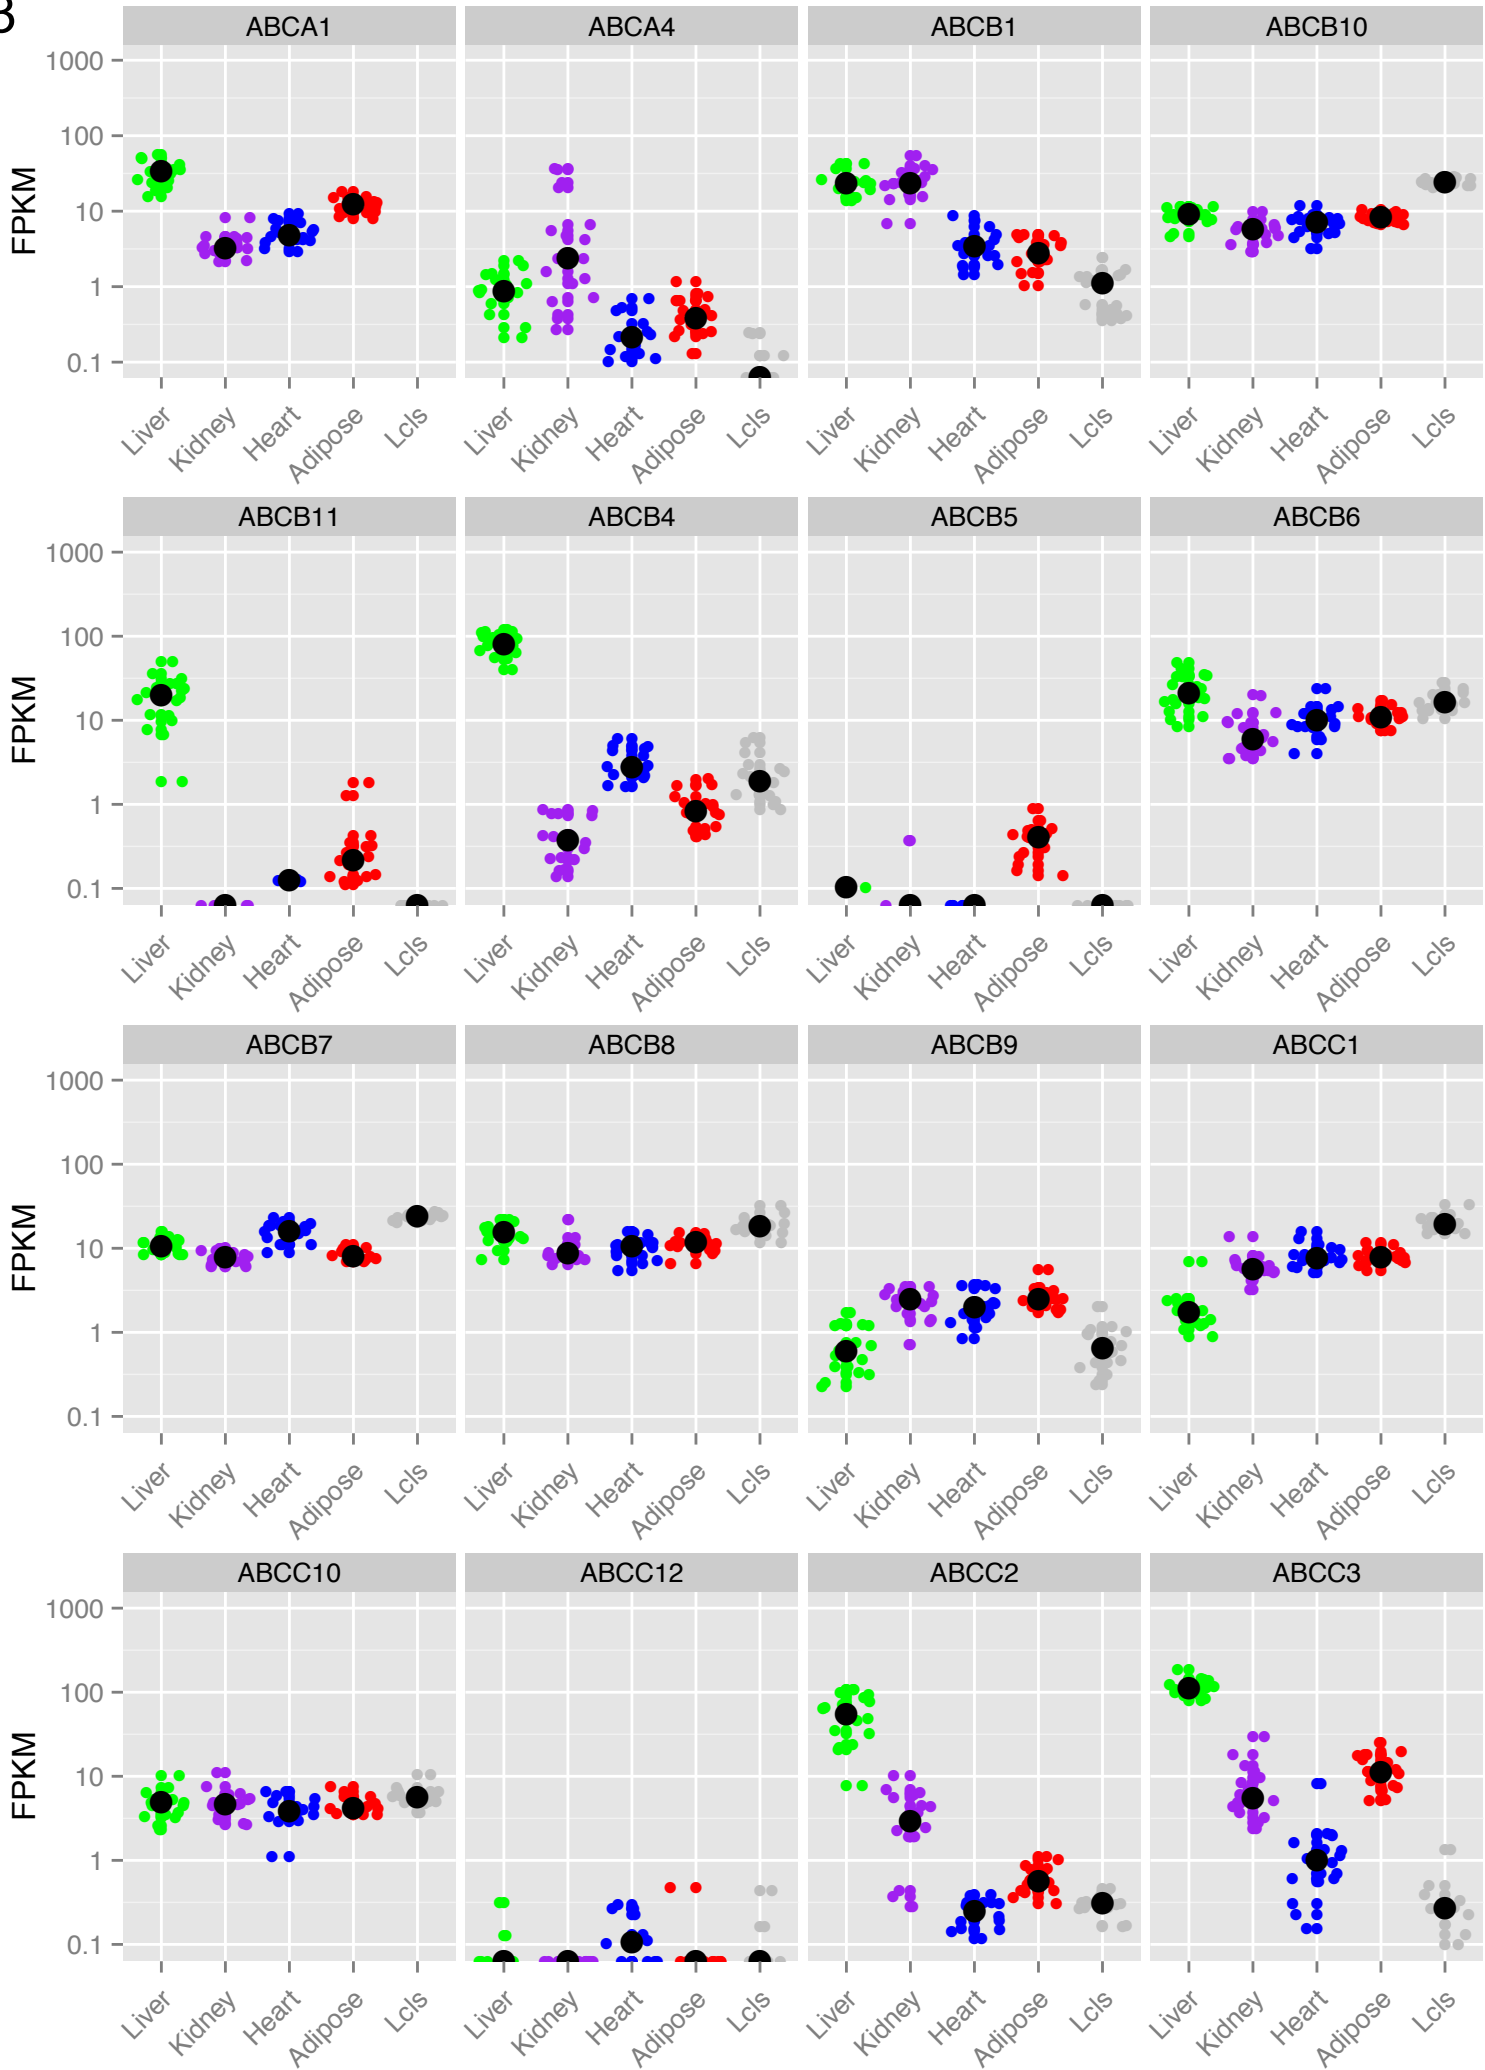 B
ABCA1 ABCA4 ABCB1 ABCB10
FPKM
1000
100
10
1
0.1
Liver Kidney Heart Adipose Lcls Liver Kidney Heart Adipose Lcls Liver Kidney Heart Adipose Lcls Liver Kidney Heart Adipose Lcls
ABCB11 ABCB4 ABCB5 ABCB6
FPKM
1000
100
10
1
0.1
Liver Kidney Heart Adipose Lcls Liver Kidney Heart Adipose Lcls Liver Kidney Heart Adipose Lcls Liver Kidney Heart Adipose Lcls
ABCB7 ABCB8 ABCB9 ABCC1
FPKM
1000
100
10
1
0.1
Liver Kidney Heart Adipose Lcls Liver Kidney Heart Adipose Lcls Liver Kidney Heart Adipose Lcls Liver Kidney Heart Adipose Lcls
ABCC10 ABCC12 ABCC2 ABCC3
FPKM
1000
100
10
1
0.1
Liver Kidney Heart Adipose Lcls Liver Kidney Heart Adipose Lcls Liver Kidney Heart Adipose Lcls Liver Kidney Heart Adipose Lcls